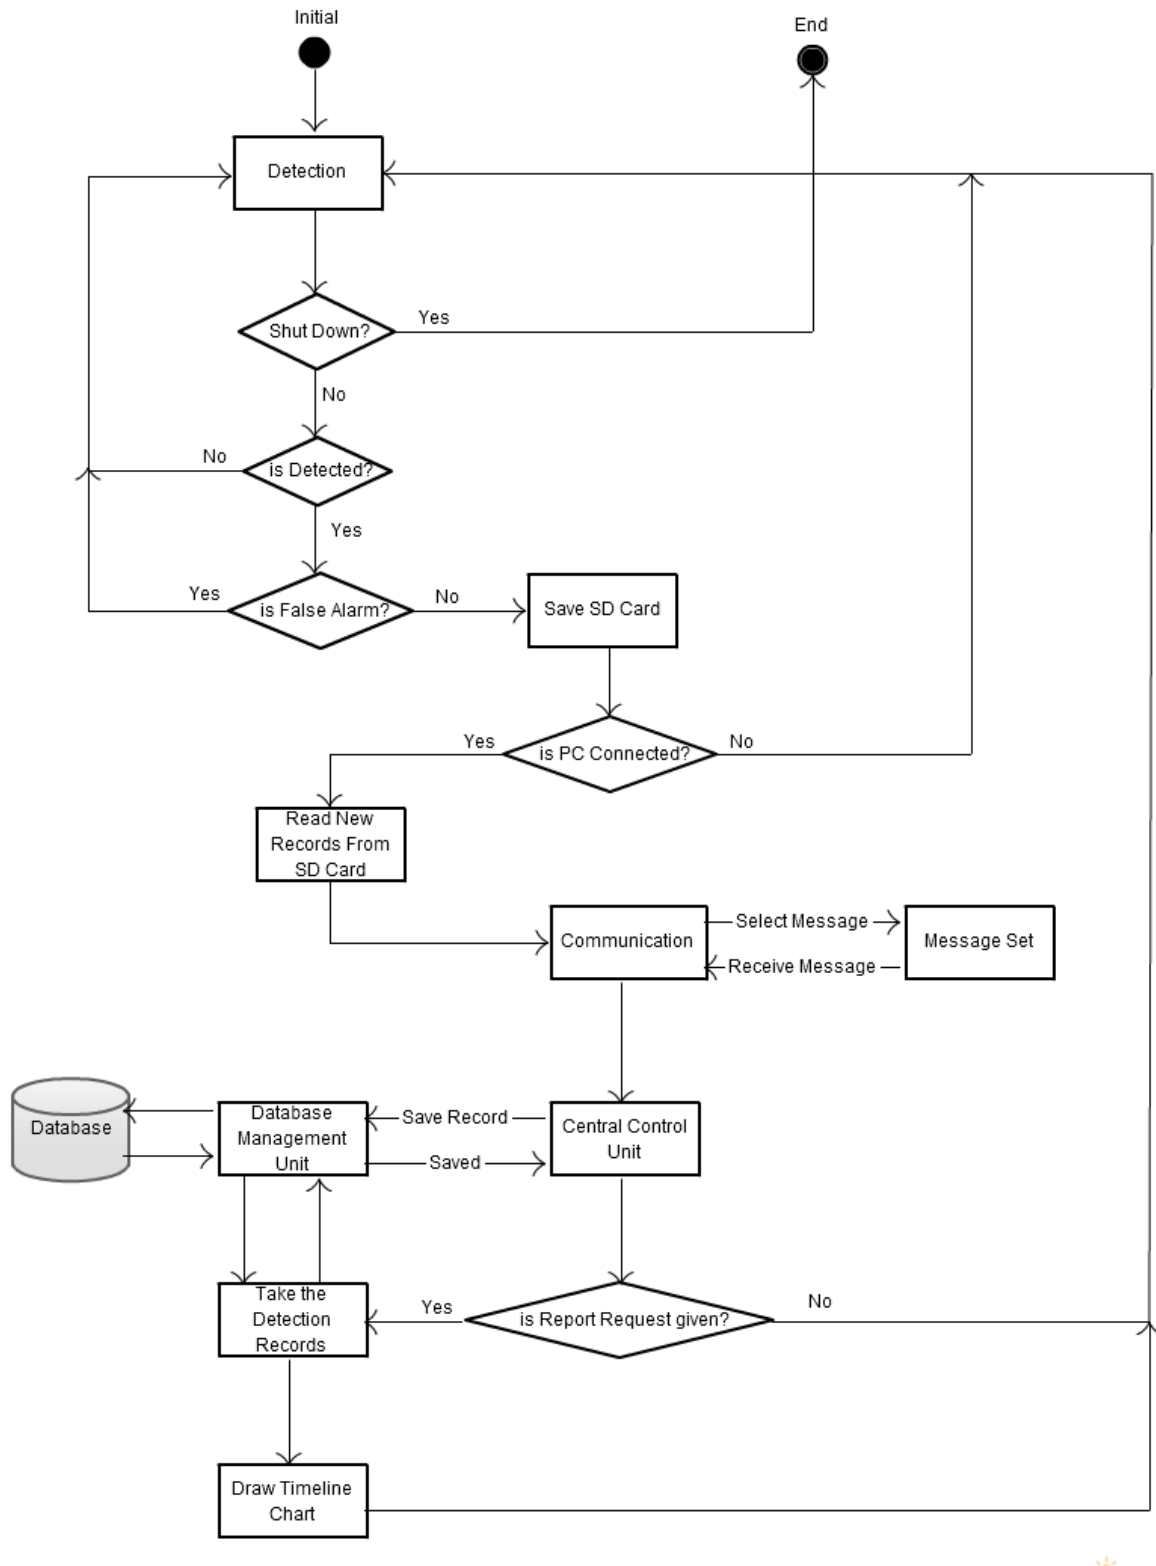 Initial
End
Detection
Shut Down?
Yes
No
is Detected?
No
Yes
is False Alarm?
Yes
No
Save SD Card
is PC Connected?
Yes
No
Read New
Records From
SD Card
Communication
Select Message
Receive Message
Message Set
Database
Database
Management
Unit
Save Record
Saved
Central Control
Unit
Take the
Detection
Records
Yes
is Report Request given?
No
Draw Timeline
Chart